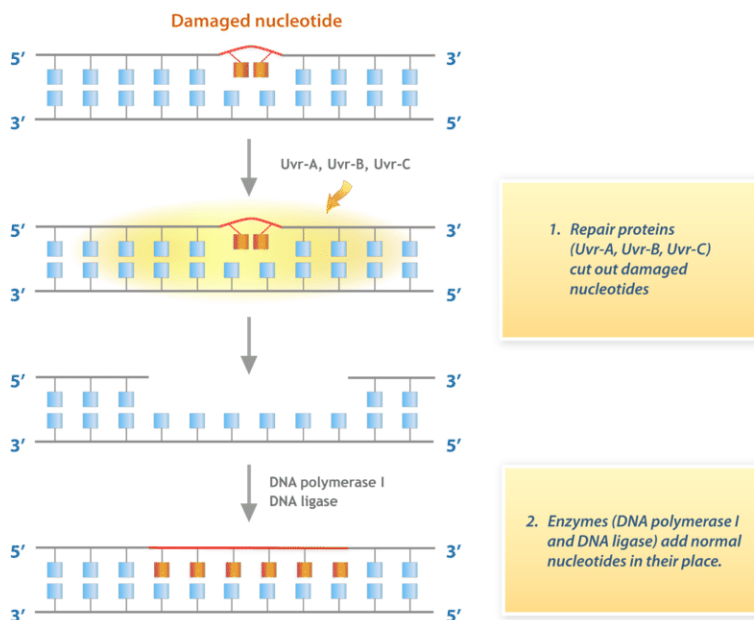 Damaged nucleotide
5′ 3′
3′ 5′
Uvr-A, Uvr-B, Uvr-C
5′ 3′
3′ 5′
1. Repair proteins
(Uvr-A, Uvr-B, Uvr-C)
cut out damaged
nucleotides
5′ 3′
3′ 5′
DNA polymerase I
DNA ligase
2. Enzymes (DNA polymerase I
and DNA ligase) add normal
nucleotides in their place.
5′ 3′
3′ 5′